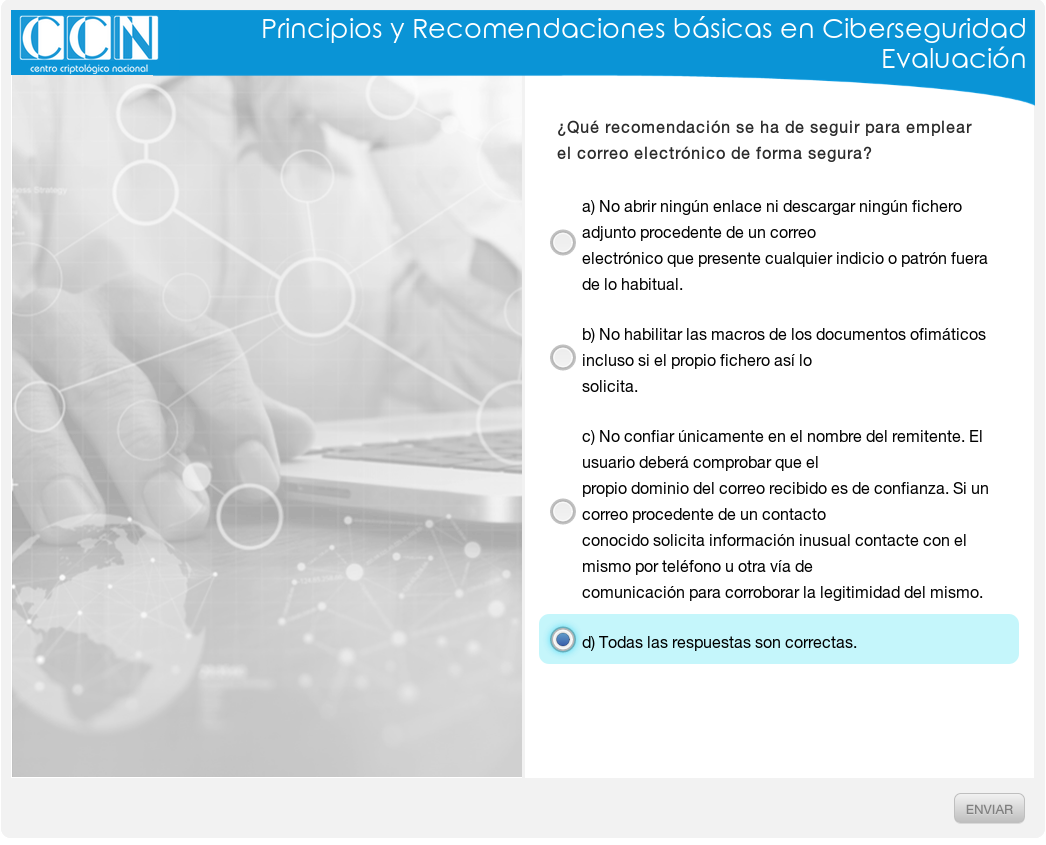 CCN
centro criptológico nacional
Principios y Recomendaciones básicas en Ciberseguridad
Evaluación
¿Qué recomendación se ha de seguir para emplear
el correo electrónico de forma segura?
a) No abrir ningún enlace ni descargar ningún fichero
adjunto procedente de un correo
electrónico que presente cualquier indicio o patrón fuera
de lo habitual.
b) No habilitar las macros de los documentos ofimáticos
incluso si el propio fichero así lo
solicita.
c) No confiar únicamente en el nombre del remitente. El
usuario deberá comprobar que el
propio dominio del correo recibido es de confianza. Si un
correo procedente de un contacto
conocido solicita información inusual contacte con el
mismo por teléfono u otra vía de
comunicación para corroborar la legitimidad del mismo.
d) Todas las respuestas son correctas.
ENVIAR